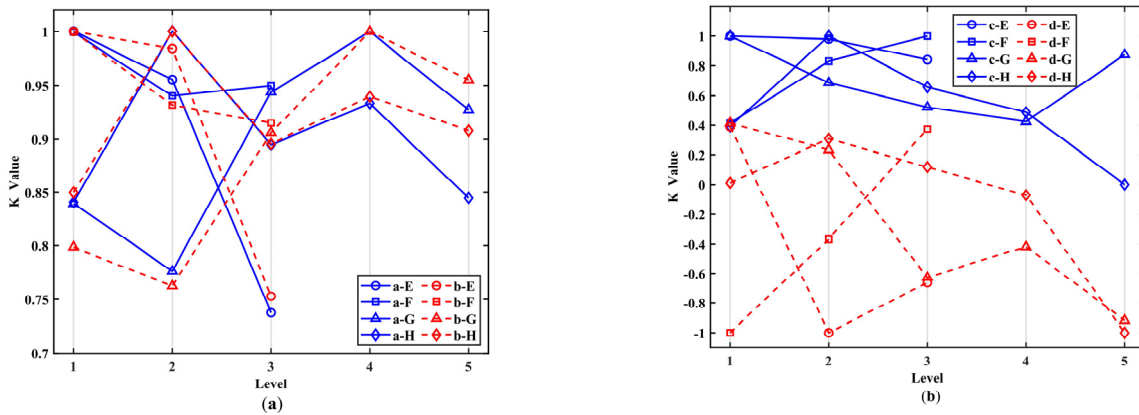 1
0.95
0.9
0.85
0.8
0.75
0.7
K Value
1 2 3 4 5
Level
a-E b-E
a-F b-F
a-G b-G
a-H b-H
(a)
c-E d-E
c-F d-F
c-G d-G
c-H d-H
1
0.8
0.6
0.4
0.2
0
-0.2
-0.4
-0.6
-0.8
-1
K Value
1 2 3 4 5
Level
(b)